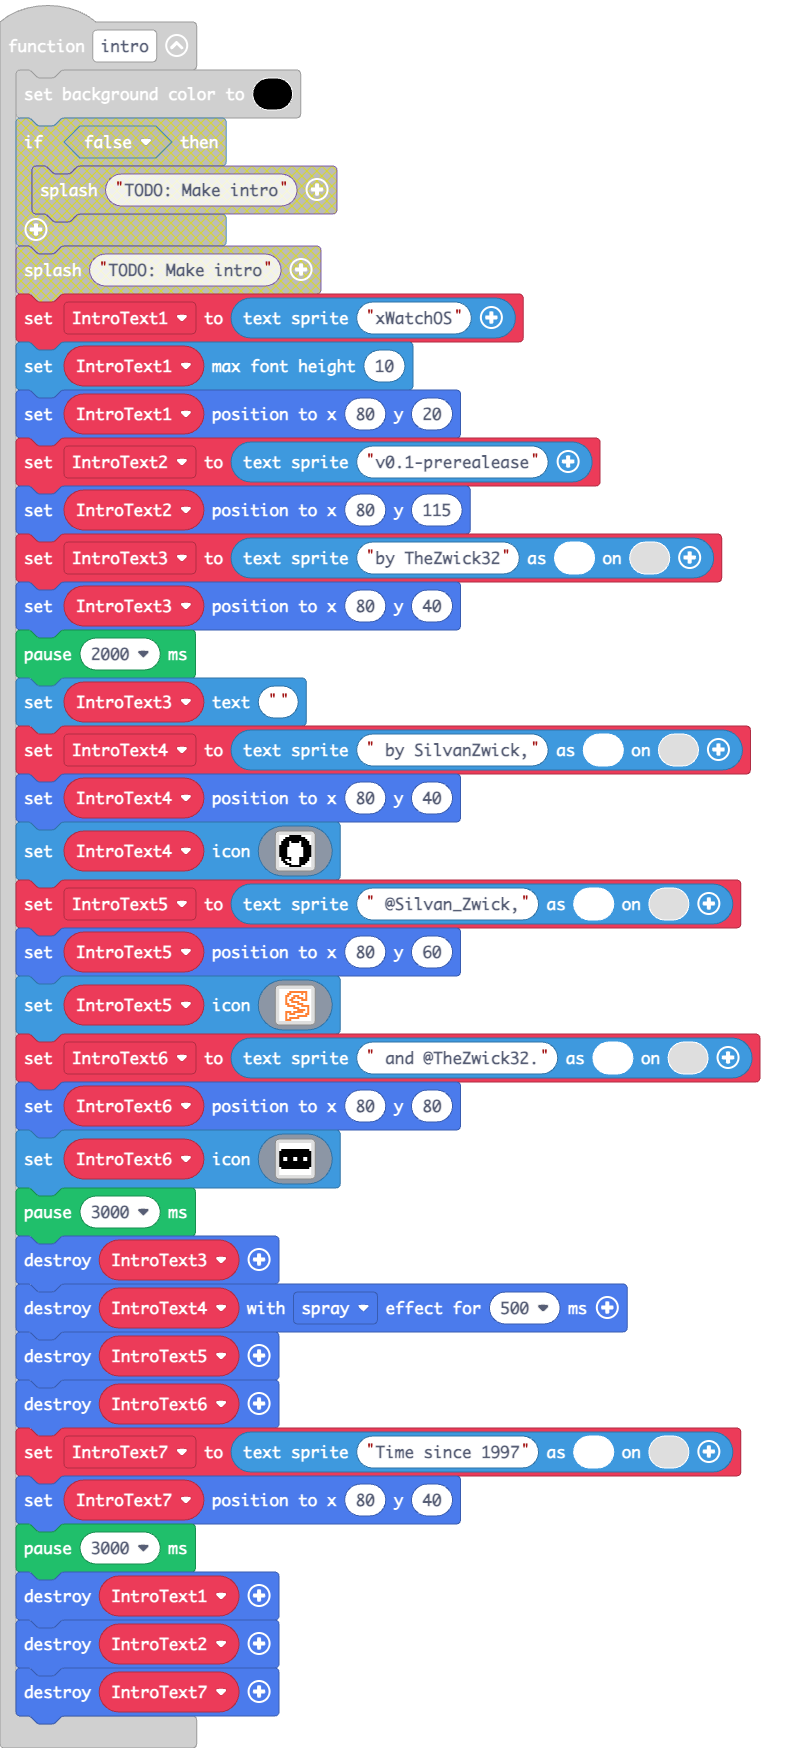 function intro
set background color to
if false then
splash "TODO: Make intro"
splash "TODO: Make intro"
set IntroText1 to text sprite "xWatchOS"
set IntroText1 max font height 10
set IntroText1 position to x 80 y 20
set IntroText2 to text sprite "v0.1-prerealease"
set IntroText2 position to x 80 y 115
set IntroText3 to text sprite "by TheZwick32" as on
set IntroText3 position to x 80 y 40
pause 2000 ms
set IntroText3 text " "
set IntroText4 to text sprite " by SilvanZwick, " as on
set IntroText4 position to x 80 y 40
set IntroText4 icon
set IntroText5 to text sprite " @Silvan_Zwick, " as on
set IntroText5 position to x 80 y 60
set IntroText5 icon S
set IntroText6 to text sprite " and @TheZwick32. " as on
set IntroText6 position to x 80 y 80
set IntroText6 icon
pause 3000 ms
destroy IntroText3
destroy IntroText4 with spray effect for 500 ms
destroy IntroText5
destroy IntroText6
set IntroText7 to text sprite "Time since 1997" as on
set IntroText7 position to x 80 y 40
pause 3000 ms
destroy IntroText1
destroy IntroText2
destroy IntroText7